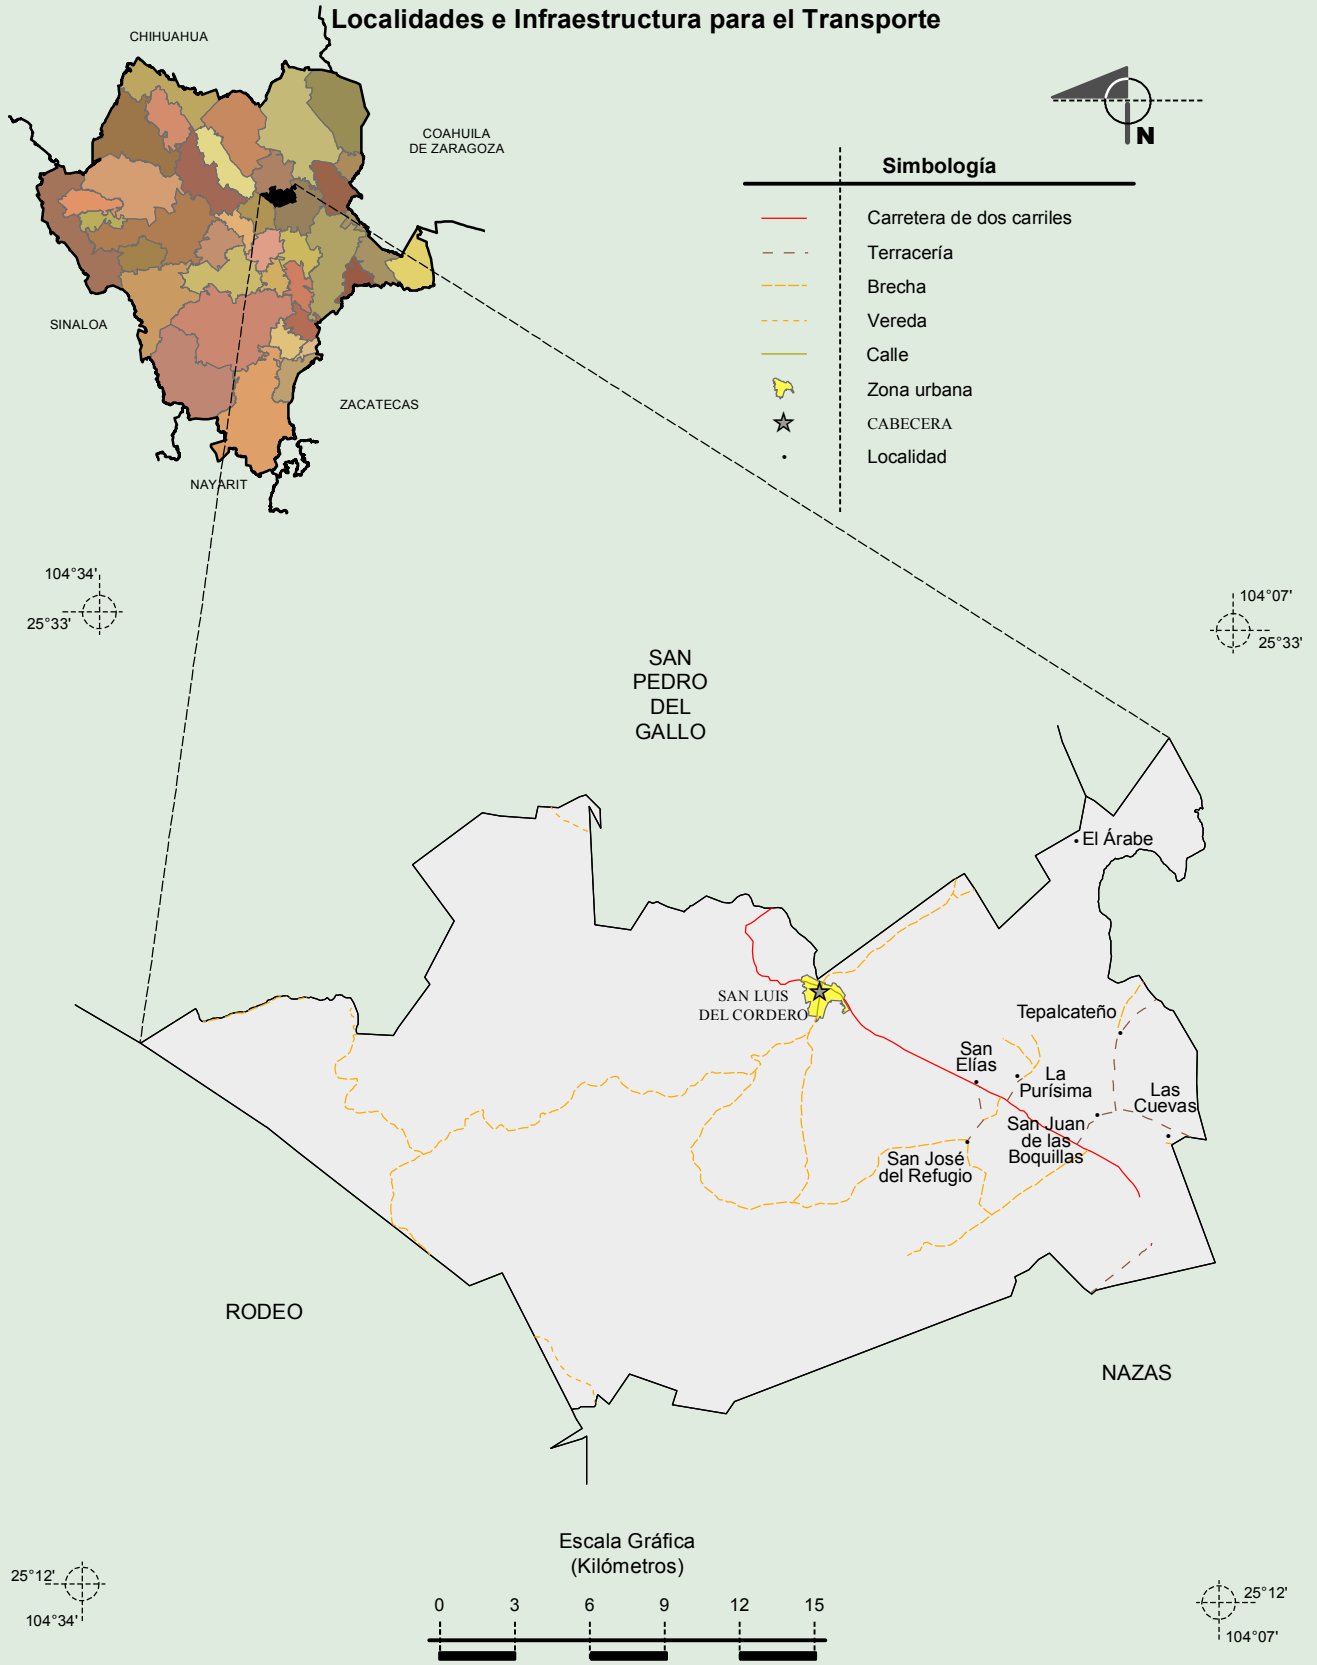 Localidades e Infraestructura para el Transporte
CHIHUAHUA
COAHUILA
DE ZARAGOZA
SINALOA
ZACATECAS
NAYARIT
N
Simbología
Carretera de dos carriles
Terracería
Brecha
Vereda
Calle
Zona urbana
CABECERA
Localidad
104°34'
25°33'
104°07'
25°33'
SAN
PEDRO
DEL
GALLO
El Árabe
SAN LUIS
DEL CORDERO
Tepalcateño
San
Elías
La
Purísima
Las
Cuevas
San Juan
de las
Boquillas
San José
del Refugio
RODEO
NAZAS
Escala Gráfica
(Kilómetros)
0 3 6 9 12 15
25°12'
104°34'
25°12'
104°07'